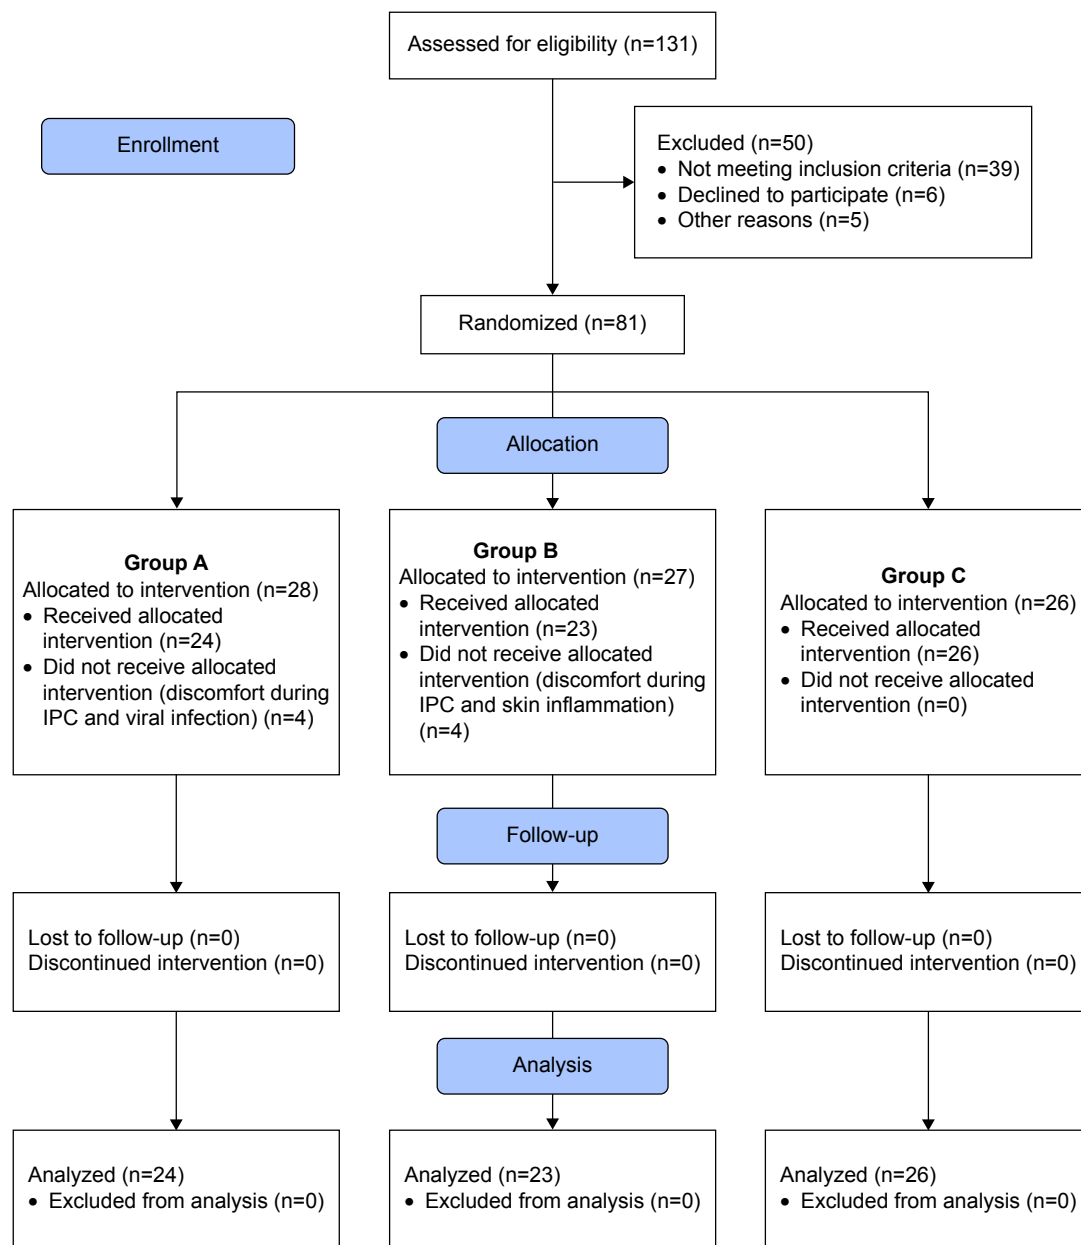 Assessed for eligibility (n=131)
Enrollment
Excluded (n=50)
• Not meeting inclusion criteria (n=39)
• Declined to participate (n=6)
• Other reasons (n=5)
Randomized (n=81)
Allocation
Group A
Allocated to intervention (n=28)
• Received allocated
intervention (n=24)
• Did not receive allocated
intervention (discomfort during
IPC and viral infection) (n=4)
Group B
Allocated to intervention (n=27)
• Received allocated
intervention (n=23)
• Did not receive allocated
intervention (discomfort during
IPC and skin inflammation)
(n=4)
Group C
Allocated to intervention (n=26)
• Received allocated
intervention (n=26)
• Did not receive allocated
intervention (n=0)
Follow-up
Lost to follow-up (n=0)
Discontinued intervention (n=0)
Lost to follow-up (n=0)
Discontinued intervention (n=0)
Lost to follow-up (n=0)
Discontinued intervention (n=0)
Analysis
Analyzed (n=24)
• Excluded from analysis (n=0)
Analyzed (n=23)
• Excluded from analysis (n=0)
Analyzed (n=26)
• Excluded from analysis (n=0)